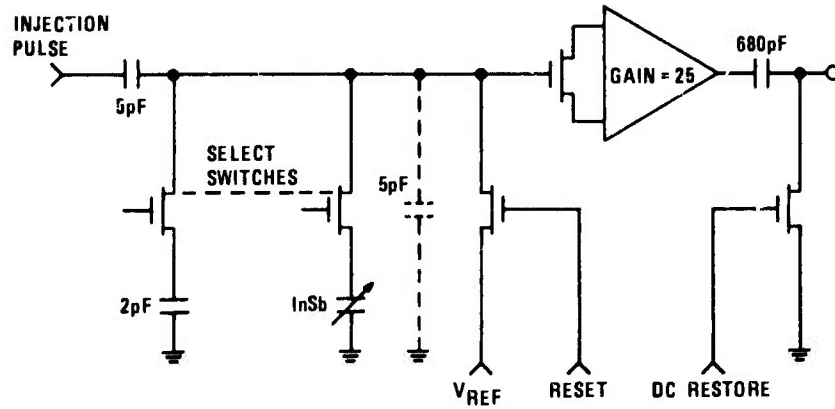 INJECTION
PULSE
5pF
SELECT
SWITCHES
2pF
InSb
5pF
GAIN = 25
680pF
VREF
RESET
DC RESTORE